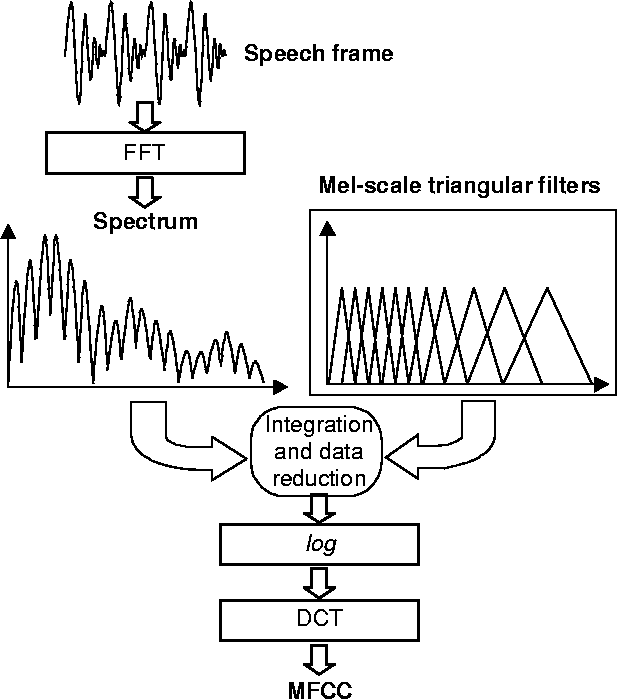 Speech frame
FFT
Mel-scale triangular filters
Spectrum
Integration
and data
reduction
log
DCT
MFCC